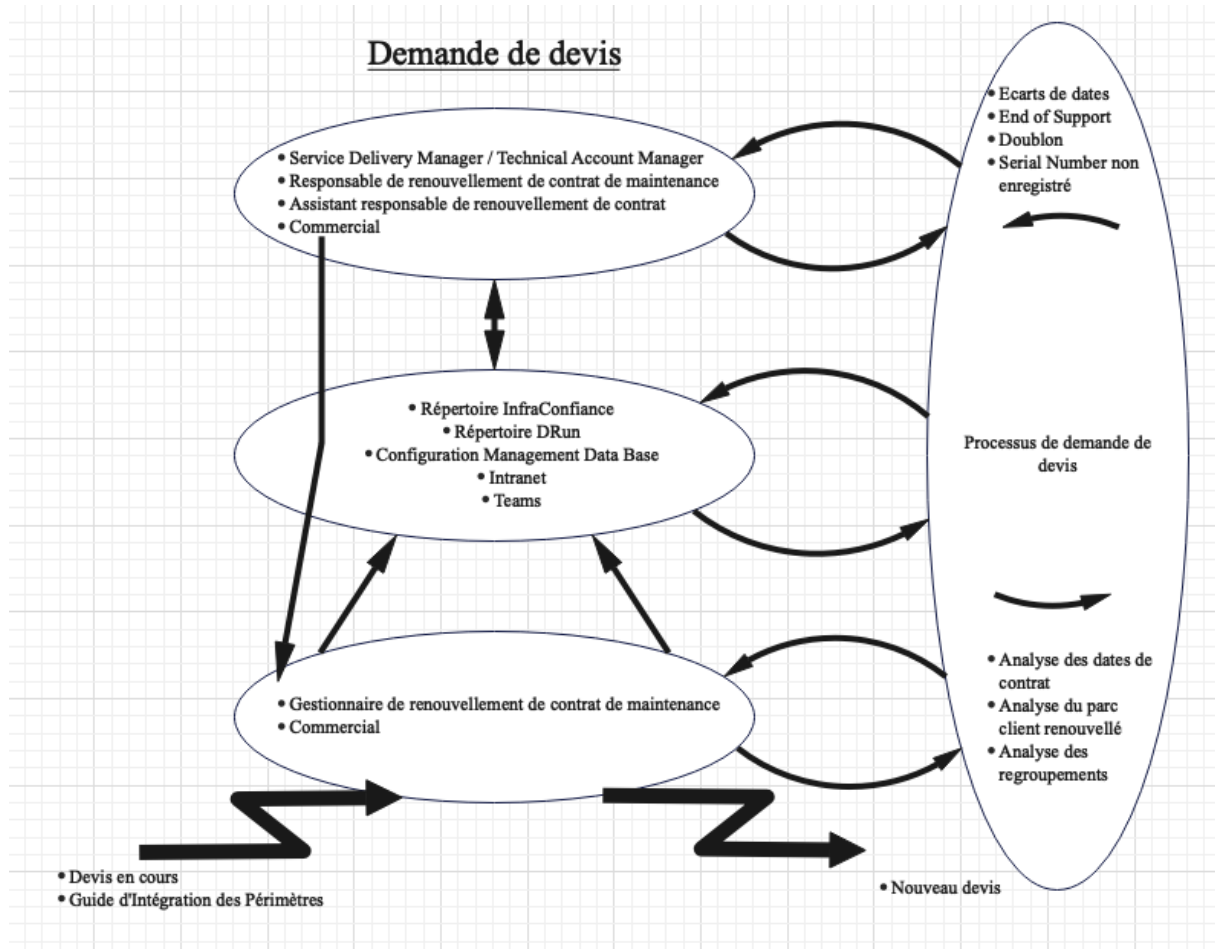 Demande de devis
• Service Delivery Manager / Technical Account Manager
• Responsable de renouvellement de contrat de maintenance
• Assistant responsable de renouvellement de contrat
• Commercial
• Ecarts de dates
• End of Support
• Doublon
• Serial Number non
enregistré
• Répertoire InfraConfiance
• Répertoire DRun
• Configuration Management Data Base
• Intranet
• Teams
Processus de demande de
devis
• Gestionnaire de renouvellement de contrat de maintenance
• Commercial
• Analyse des dates de
contrat
• Analyse du parc
client renouvellé
• Analyse des
regroupements
• Devis en cours
• Guide d'Intégration des Périmètres
• Nouveau devis